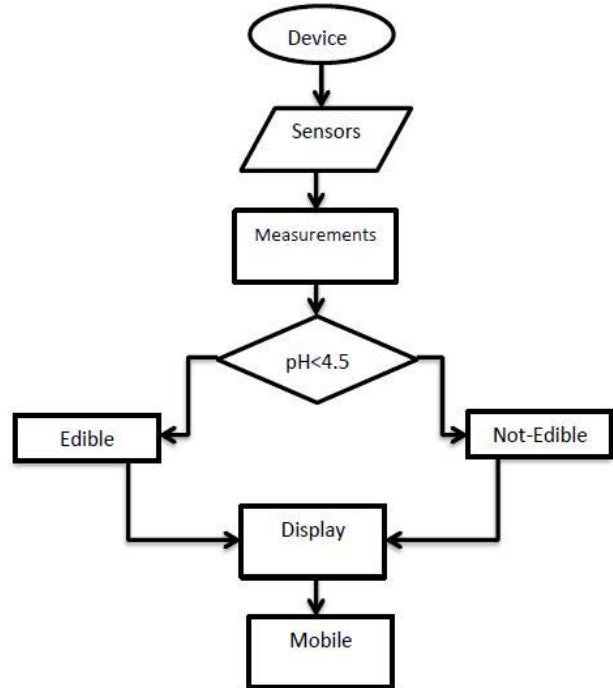 Device
Sensors
Measurements
pH<4.5
Edible
Not-Edible
Display
Mobile